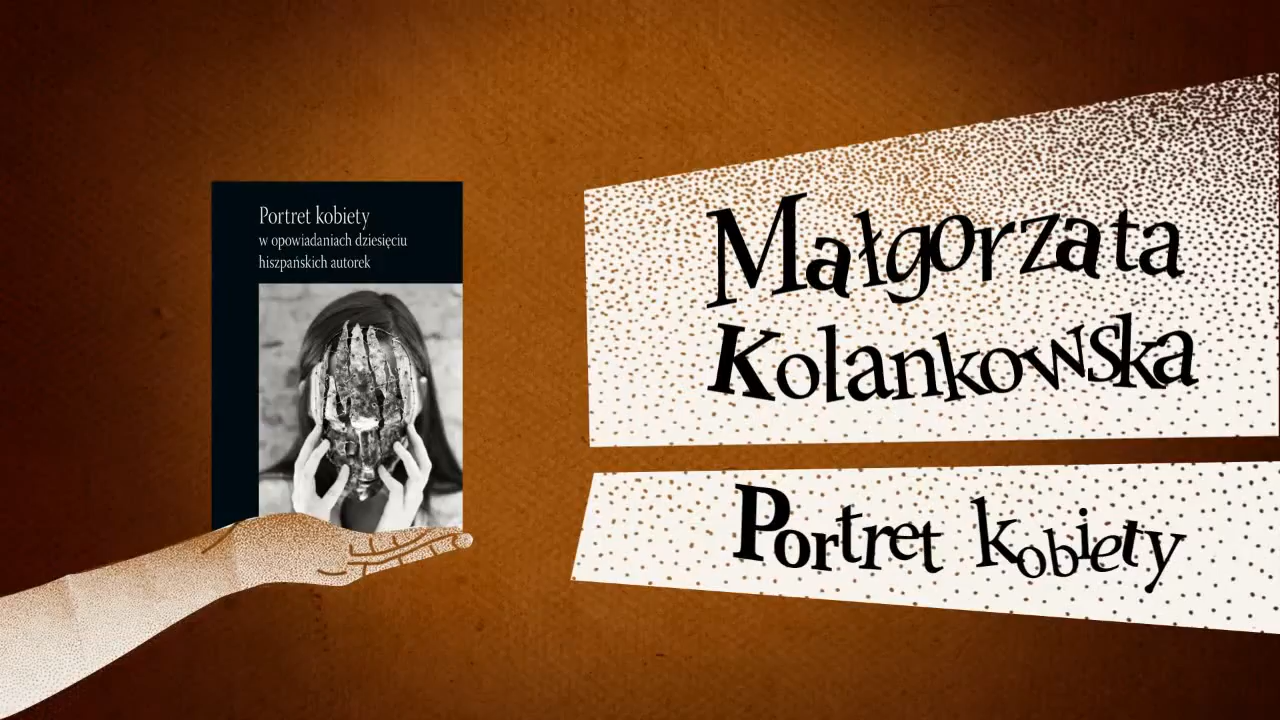 Portret kobiety
w opowiadaniach dziesięciu
hiszpańskich autorek
Małgorzata
Kolankowska
Portret kobiety